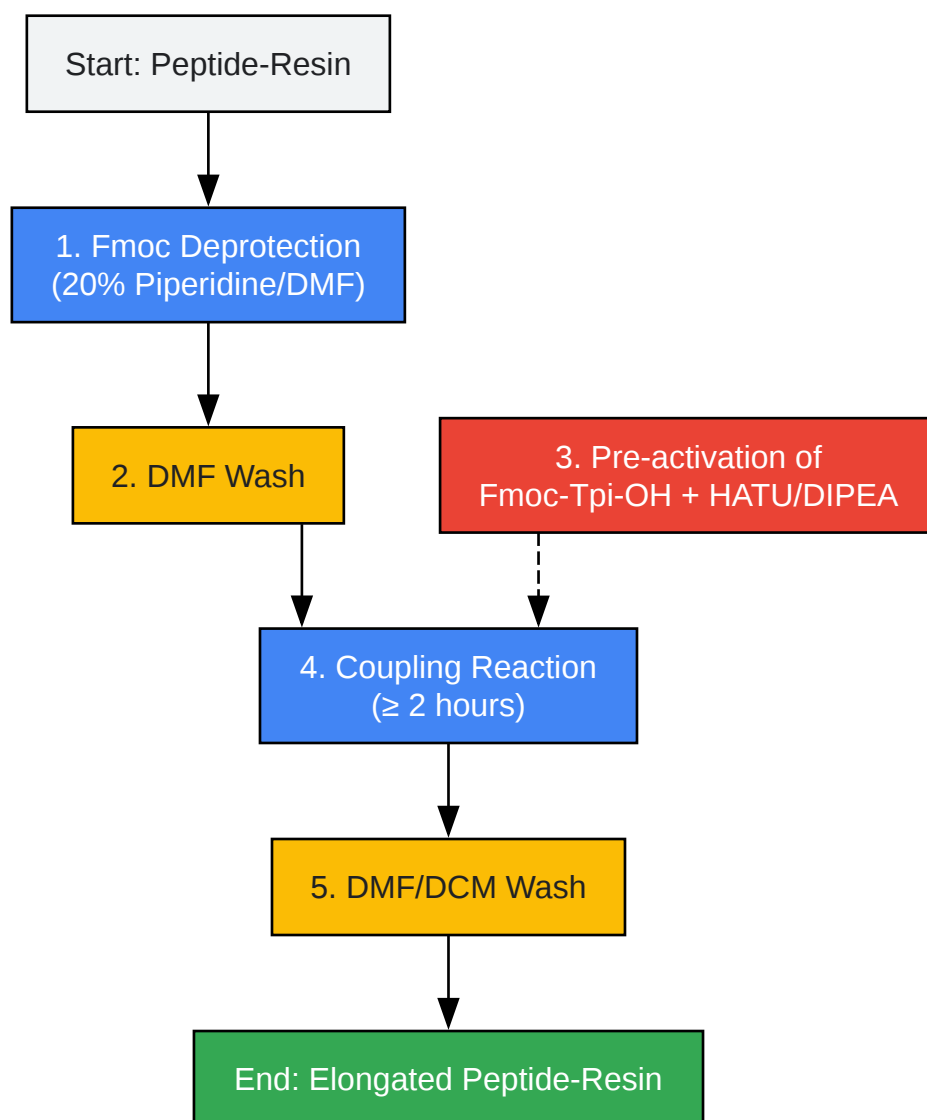 Start: Peptide-Resin
1. Fmoc Deprotection
(20% Piperidine/DMF)
2. DMF Wash
3. Pre-activation of
Fmoc-Tpi-OH + HATU/DIPEA
4. Coupling Reaction
(≥ 2 hours)
5. DMF/DCM Wash
End: Elongated Peptide-Resin